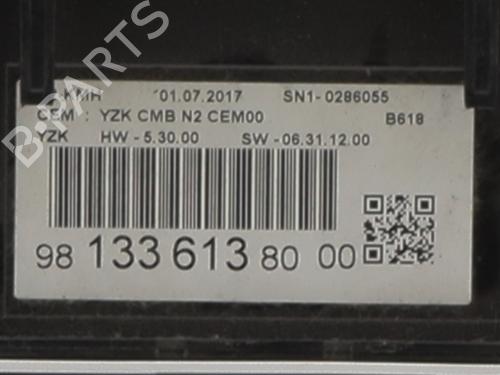 KMH 01.07.2017 SN1-0286055
CEM : YZK CMB N2 CEM00 B618
YZK HW - 5.30.00 SW - 06.31.12.00
98 133 613 80 00
B-PARTS